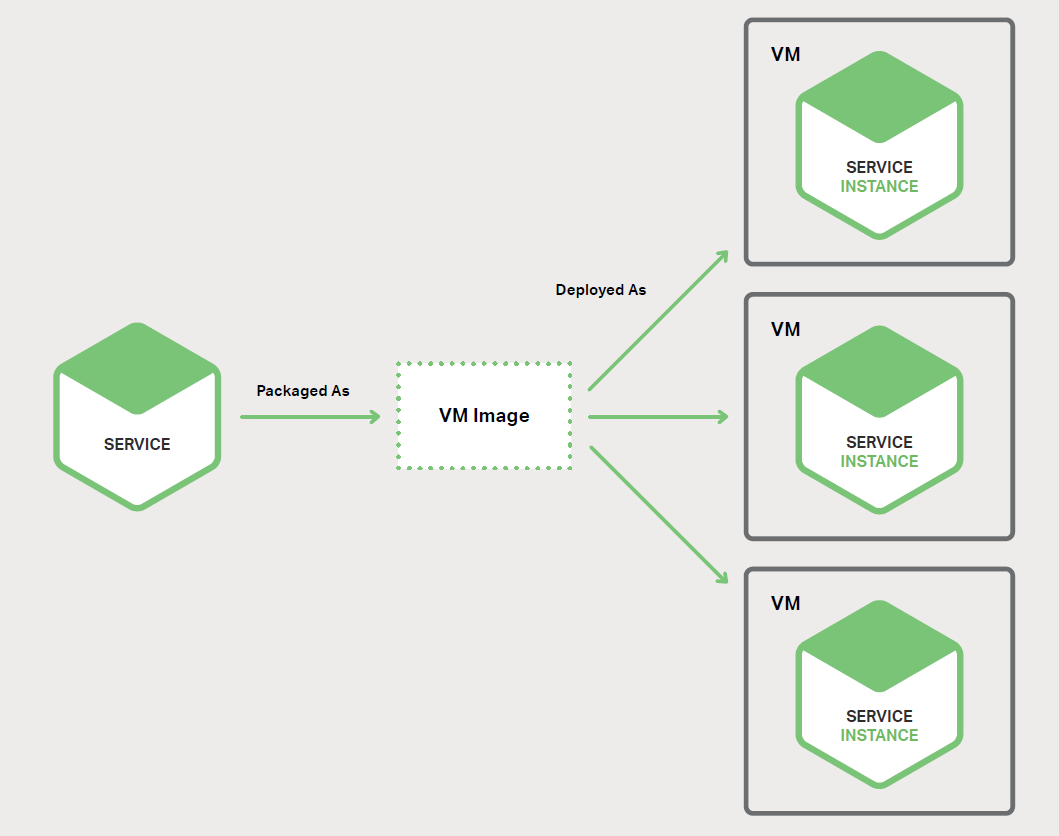 SERVICE
Packaged As
VM Image
Deployed As
VM
SERVICE
INSTANCE
VM
SERVICE
INSTANCE
VM
SERVICE
INSTANCE